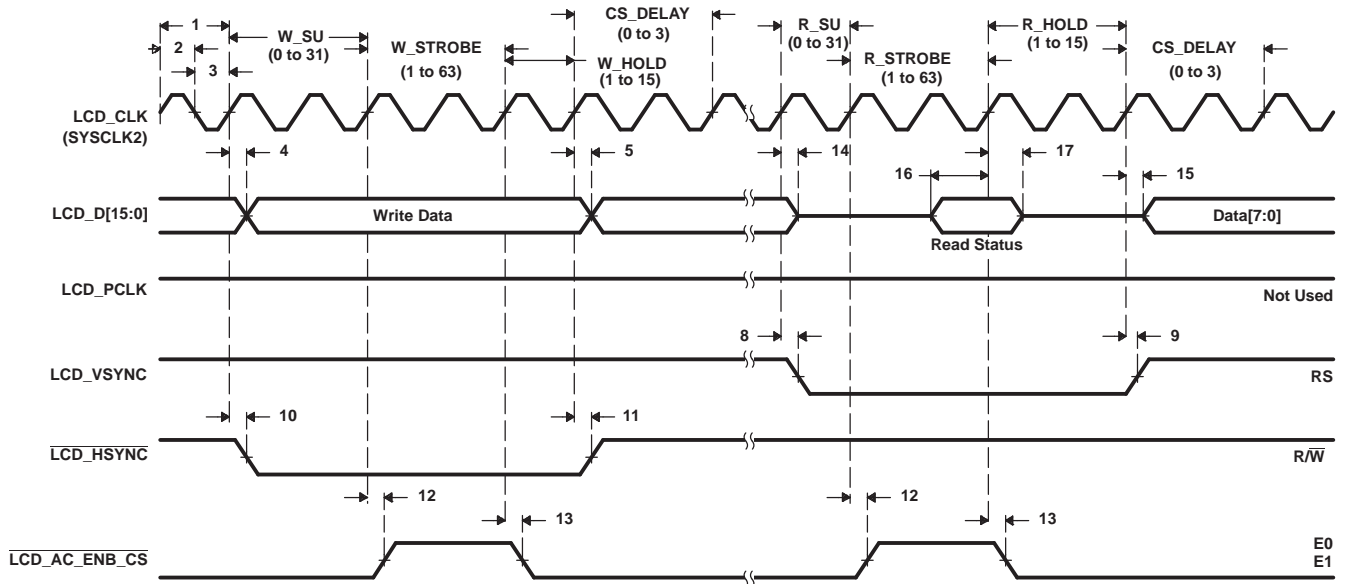 CS_DELAY
(0 to 3)
1
W_SU
(0 to 31)
2
3
W_STROBE
(1 to 63)
W_HOLD
(1 to 15)
R_SU
(0 to 31)
R_STROBE
(1 to 63)
R_HOLD
(1 to 15)
CS_DELAY
(0 to 3)
LCD_CLK
(SYSCLK2)
4
5
14
16
17
15
LCD_D[15:0]
Write Data
Read Status
Data[7:0]
LCD_PCLK
Not Used
8
9
LCD_VSYNC
RS
10
11
LCD_HSYNC
R/W
12
13
12
13
LCD_AC_ENB_CS
E0
E1